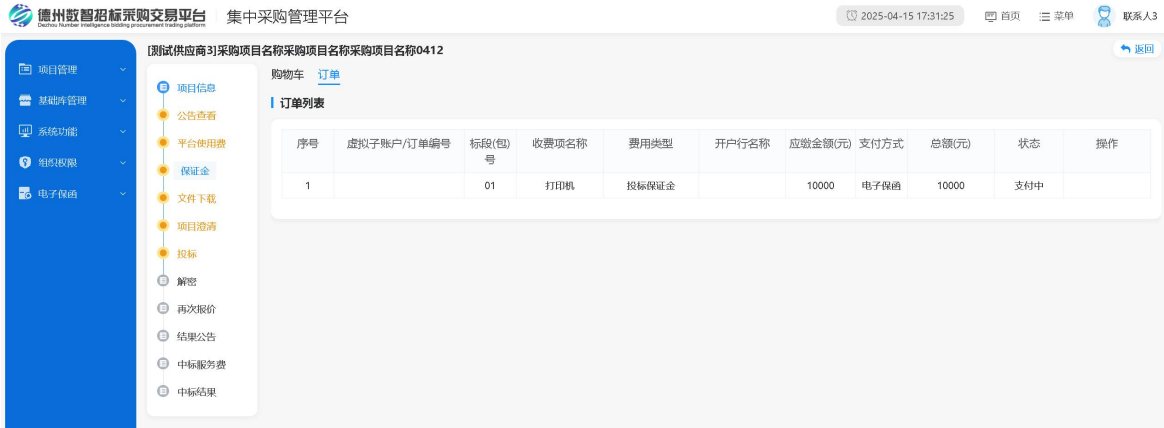 德州数智招标采购交易平台 集中采购管理平台 2025-04-15 17:31:25 首页 菜单 联系人3
Dezhou Number intelligence bidding procurement trading platform
[测试供应商3]采购项目名称采购项目名称采购项目名称0412 返回
项目管理
基础库管理
系统功能
组织权限
电子保函
项目信息
公告查看
平台使用费
保证金
文件下载
项目澄清
投标
解密
再次报价
结果公告
中标服务费
中标结果
购物车 订单
订单列表
序号 虚拟子账户/订单编号 标段(包)号 收费项名称 费用类型 开户行名称 应缴金额(元) 支付方式 总额(元) 状态 操作
1 01 打印机 投标保证金 10000 电子保函 10000 支付中